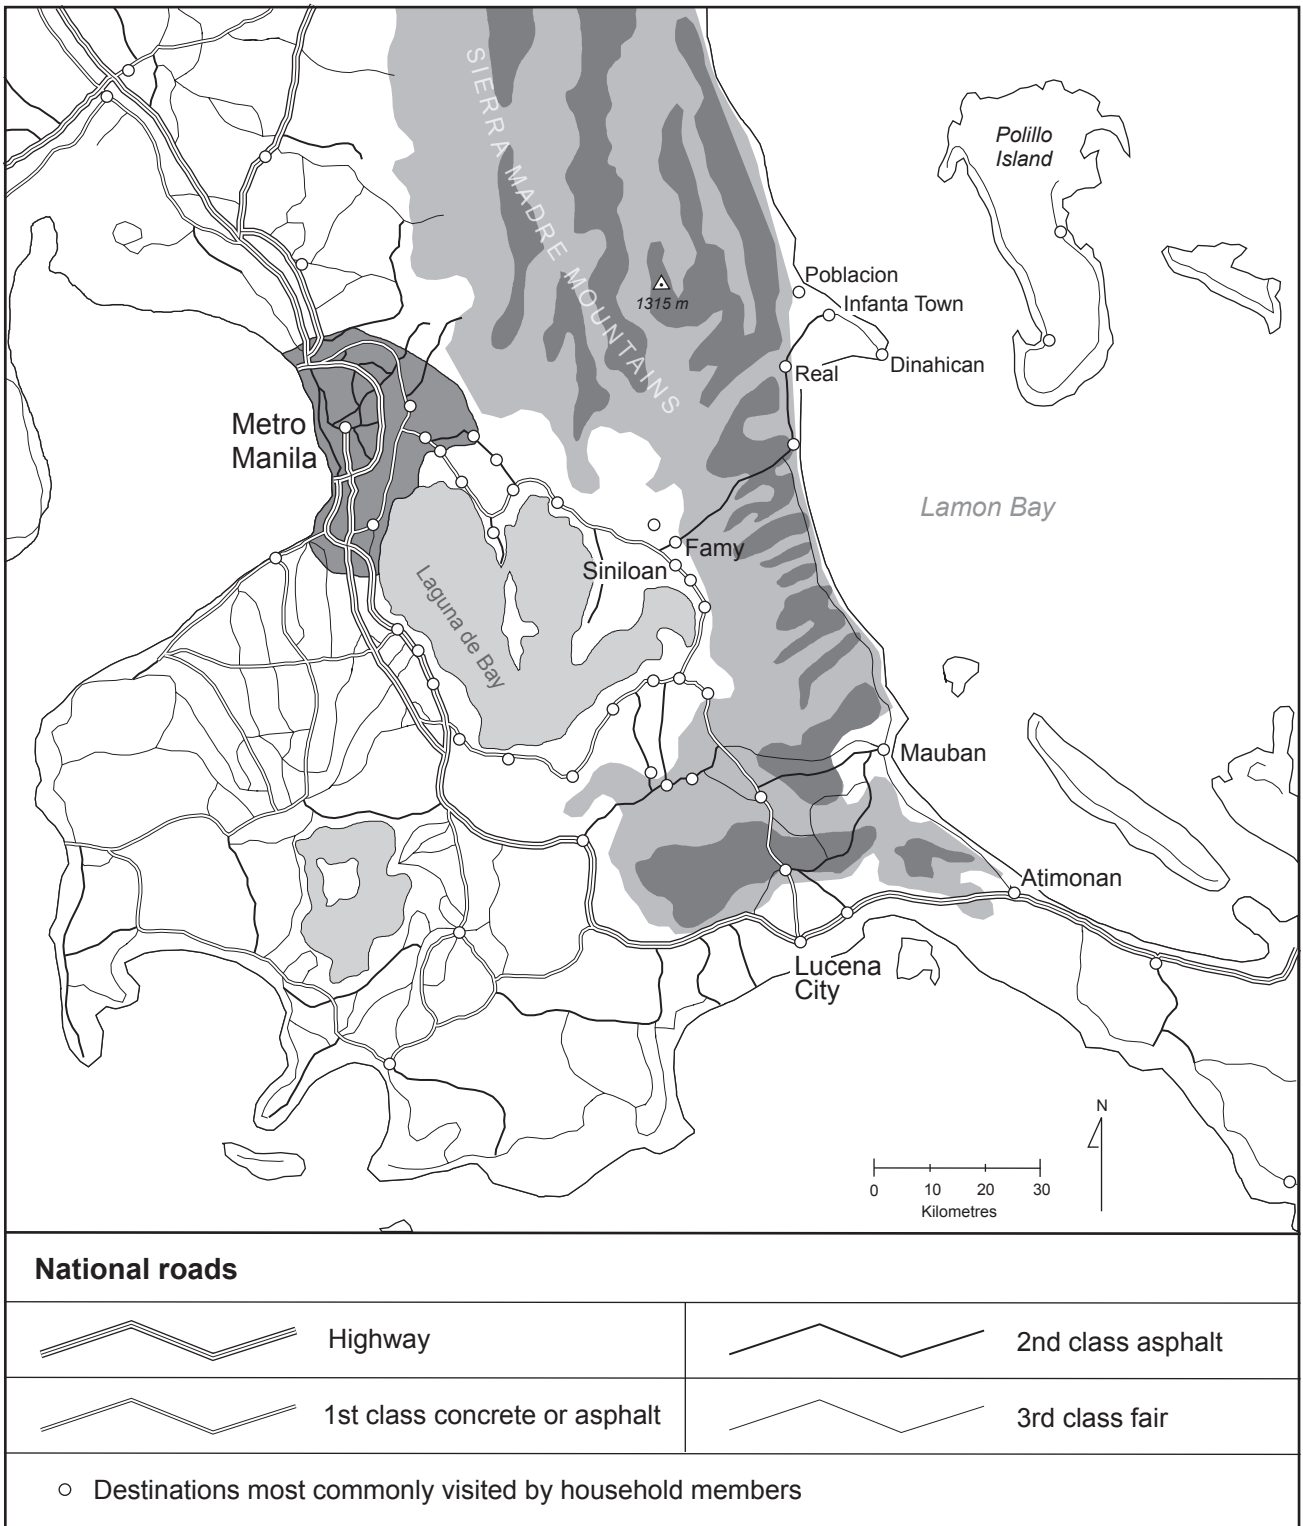 SIERRA MADRE MOUNTAINS
Polillo
Island
Poblacion
1315 m
Infanta Town
Dinahican
Real
Metro
Manila
Lamon Bay
Famy
Siniloan
Laguna de Bay
Mauban
Atimonan
Lucena
City
N
0 10 20 30
Kilometres
National roads
Highway
2nd class asphalt
1st class concrete or asphalt
3rd class fair
Destinations most commonly visited by household members